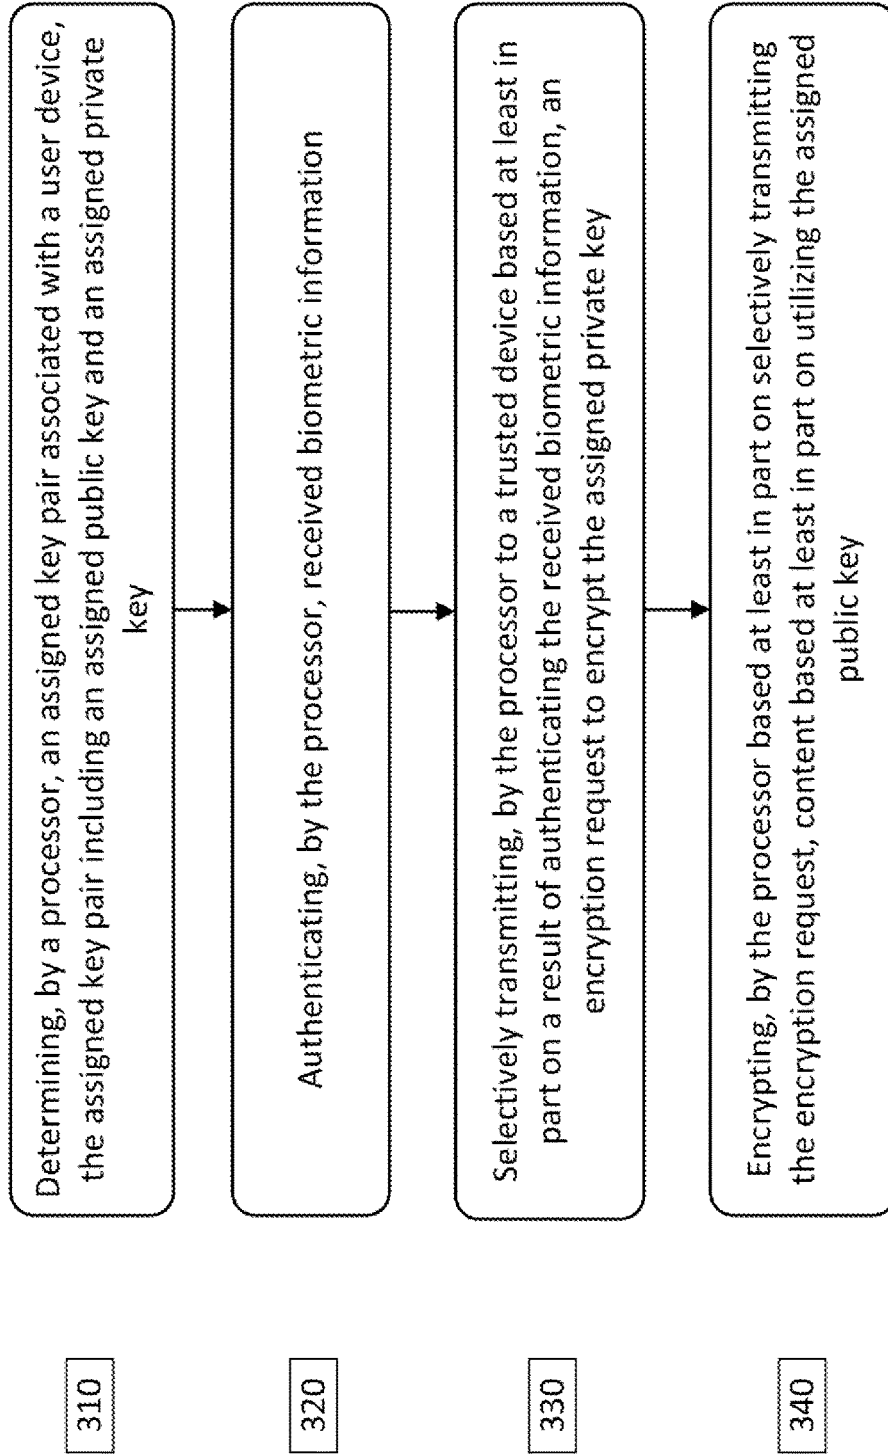 310
Determining, by a processor, an assigned key pair associated with a user device,
the assigned key pair including an assigned public key and an assigned private
key
320
Authenticating, by the processor, received biometric information
330
Selectively transmitting, by the processor to a trusted device based at least in
part on a result of authenticating the received biometric information, an
encryption request to encrypt the assigned private key
340
Encrypting, by the processor based at least in part on selectively transmitting
the encryption request, content based at least in part on utilizing the assigned
public key